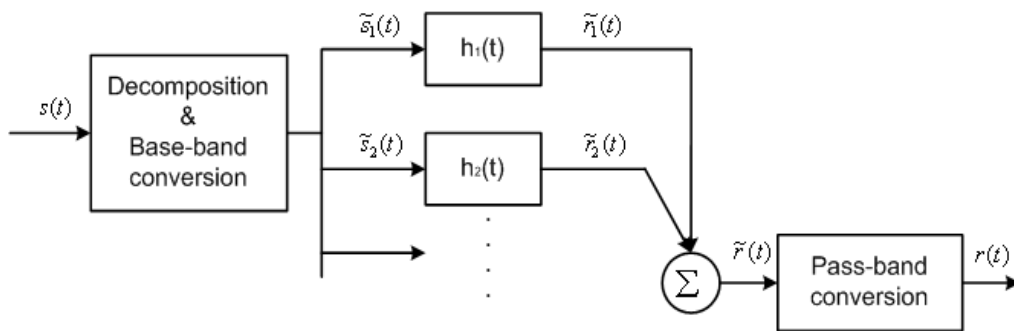 s(t)
Decomposition
&
Base-band
conversion
s̃₁(t)
h₁(t)
r̃₁(t)
s̃₂(t)
h₂(t)
r̃₂(t)
Σ
r̃(t)
Pass-band
conversion
r(t)